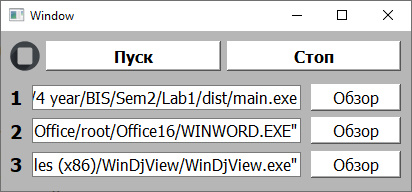 Window
Пуск Стоп
1 /4 year/BIS/Sem2/Lab1/dist/main.exe Обзор
2 Office/root/Office16/WINWORD.EXE" Обзор
3 les (x86)/WinDjView/WinDjView.exe" Обзор